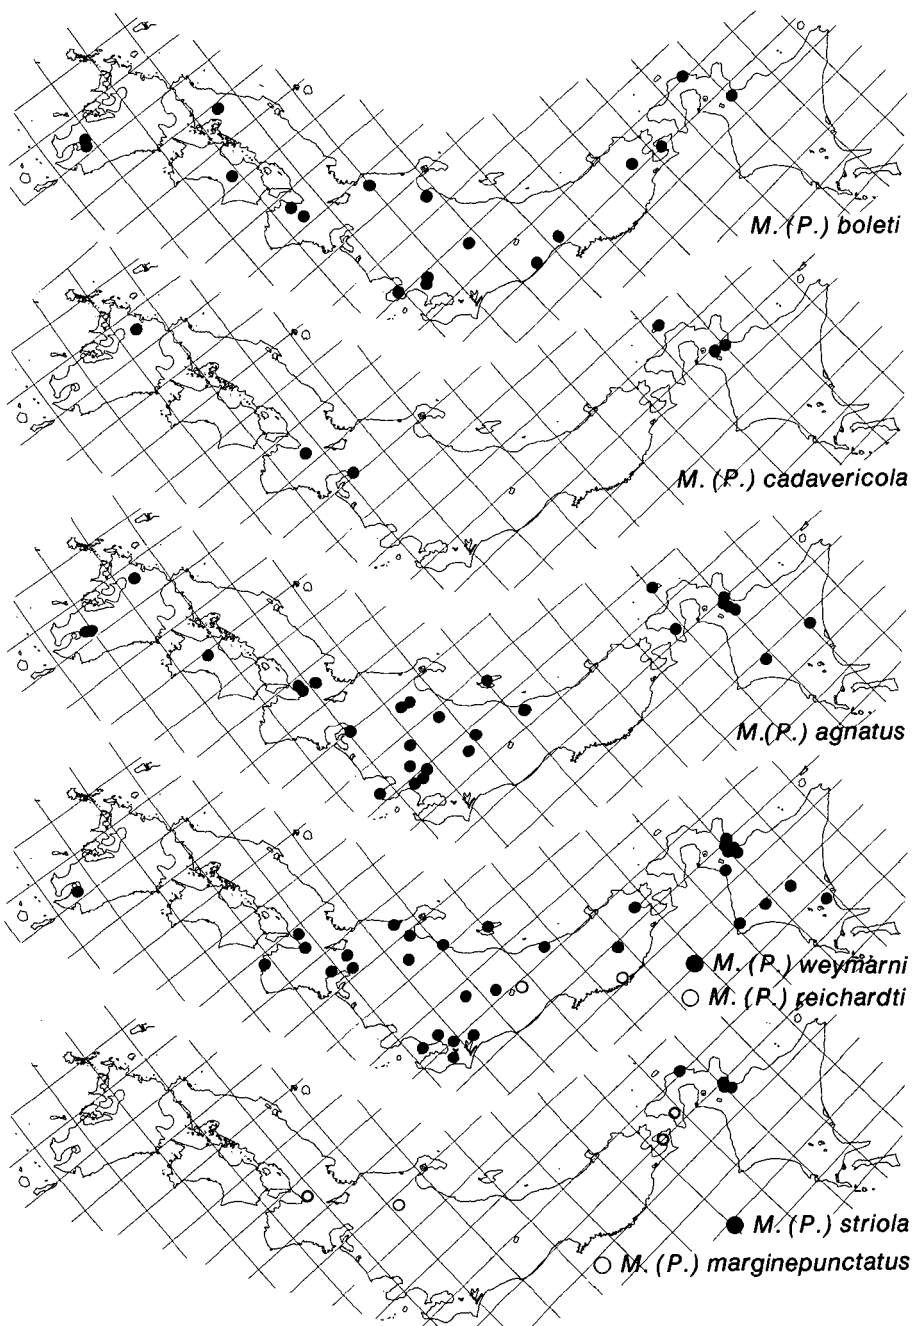 M. (P.) boleti
M. (P.) cadavericola
M.(P.) agnatus
M. (P.) weymarni
M. (P.) reichardti
M. (P.) striola
M. (P.) marginepunctatus